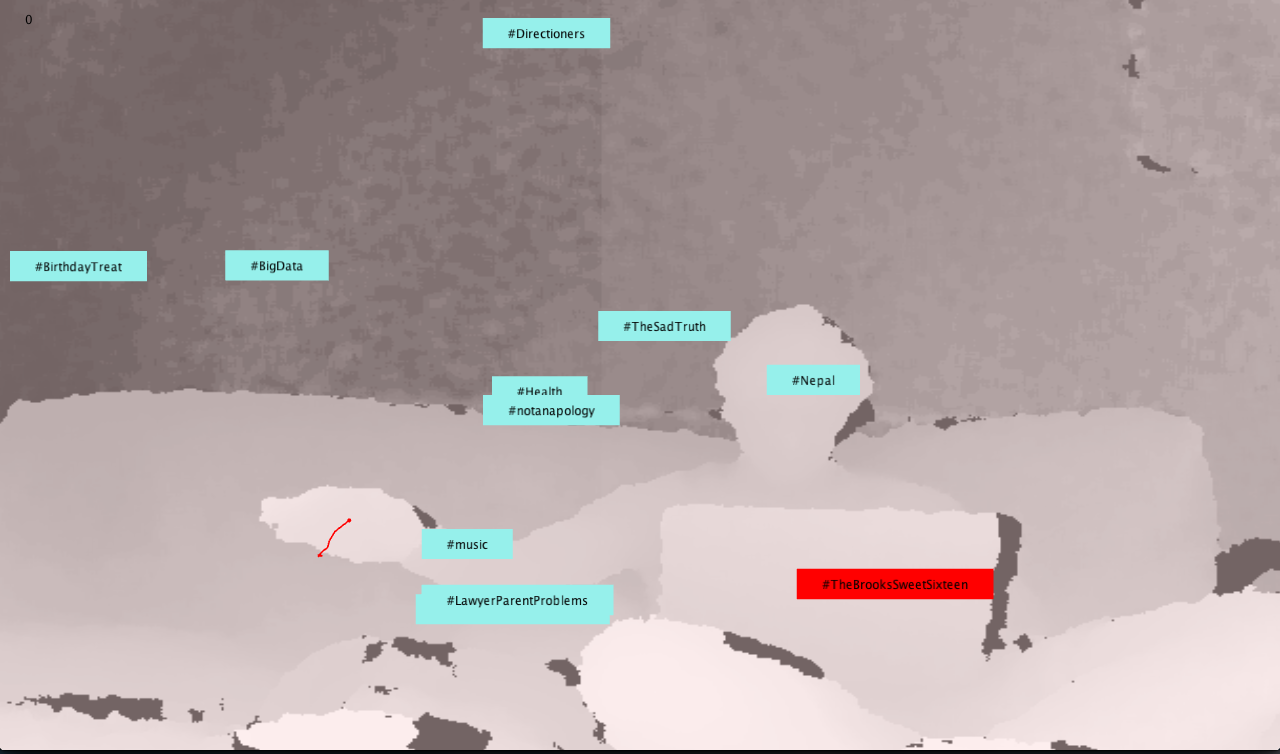 0
#Directioners
#BirthdayTreat
#BigData
#TheSadTruth
#Nepal
#Health
#notanapology
#music
#TheBrooksSweetSixteen
#LawyerParentProblems